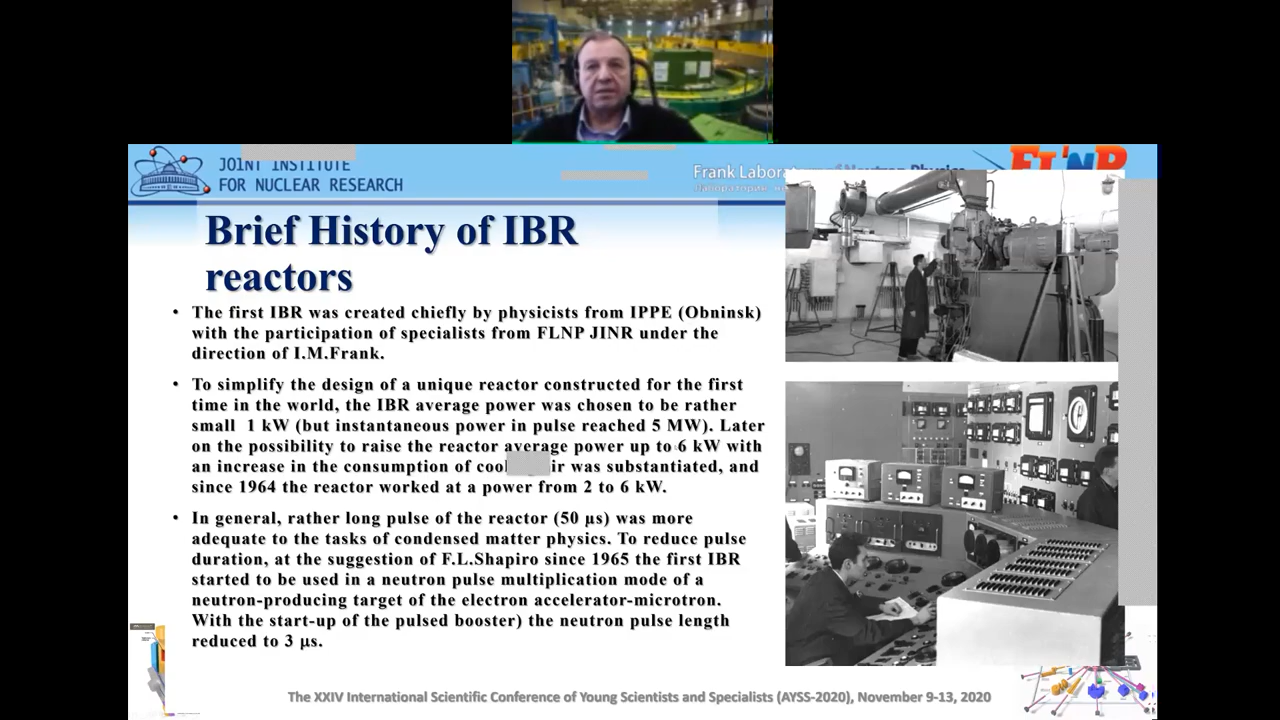 JOINT INSTITUTE
FOR NUCLEAR RESEARCH
Frank Laboratory of Neutron Physics
FLNP
Brief History of IBR
reactors
• The first IBR was created chiefly by physicists from IPPE (Obninsk)
with the participation of specialists from FLNP JINR under the
direction of I.M.Frank.
• To simplify the design of a unique reactor constructed for the first
time in the world, the IBR average power was chosen to be rather
small 1 kW (but instantaneous power in pulse reached 5 MW). Later
on the possibility to raise the reactor average power up to 6 kW with
an increase in the consumption of was substantiated, and
since 1964 the reactor worked at a power from 2 to 6 kW.
• In general, rather long pulse of the reactor (50 μs) was more
adequate to the tasks of condensed matter physics. To reduce pulse
duration, at the suggestion of F.L.Shapiro since 1965 the first IBR
started to be used in a neutron pulse multiplication mode of a
neutron-producing target of the electron accelerator-microtron.
With the start-up of the pulsed booster) the neutron pulse length
reduced to 3 μs.
The XXIV International Scientific Conference of Young Scientists and Specialists (AYSS-2020), November 9-13, 2020